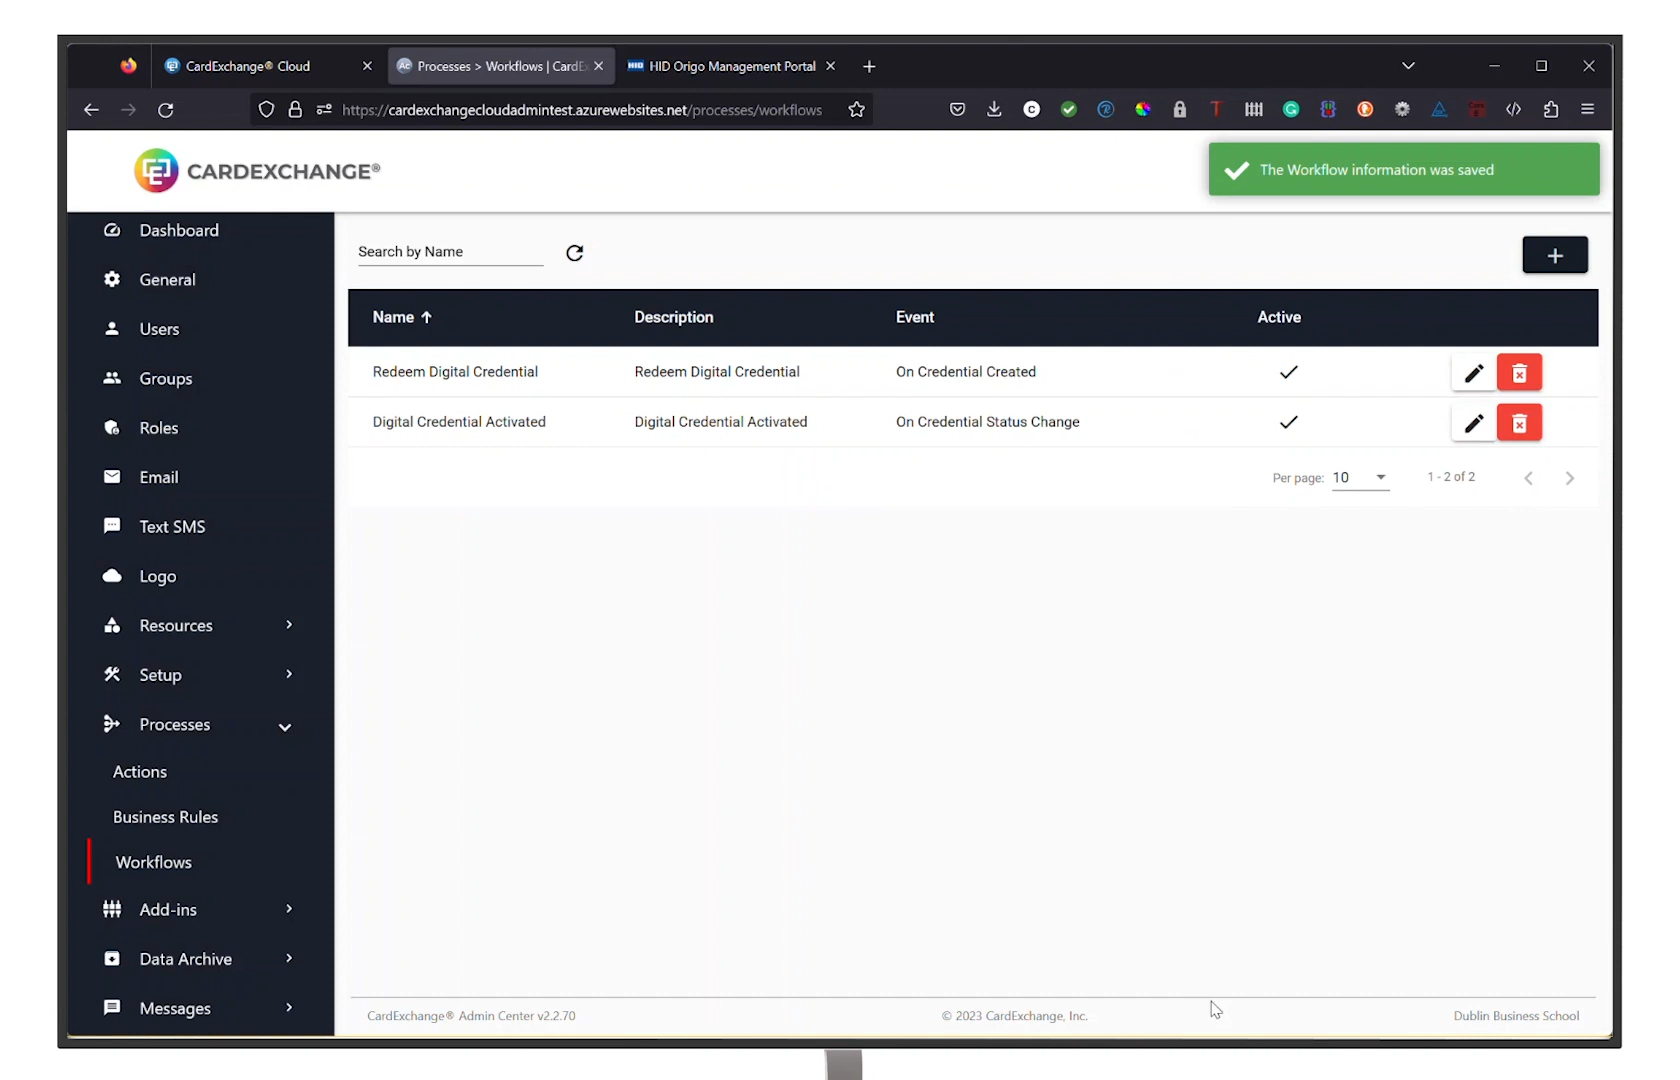 CardExchange® Cloud
Processes > Workflows | CardE
HID Origo Management Portal
https://cardexchangecloudadmintest.azurewebsites.net/processes/workflows
CARDEXCHANGE®
The Workflow information was saved
Dashboard
General
Users
Groups
Roles
Email
Text SMS
Logo
Resources
Setup
Processes
Actions
Business Rules
Workflows
Add-ins
Data Archive
Messages
Search by Name
Name Description Event Active
Redeem Digital Credential Redeem Digital Credential On Credential Created
Digital Credential Activated Digital Credential Activated On Credential Status Change
Per page: 10 1 - 2 of 2
CardExchange® Admin Center v2.2.70 © 2023 CardExchange, Inc. Dublin Business School